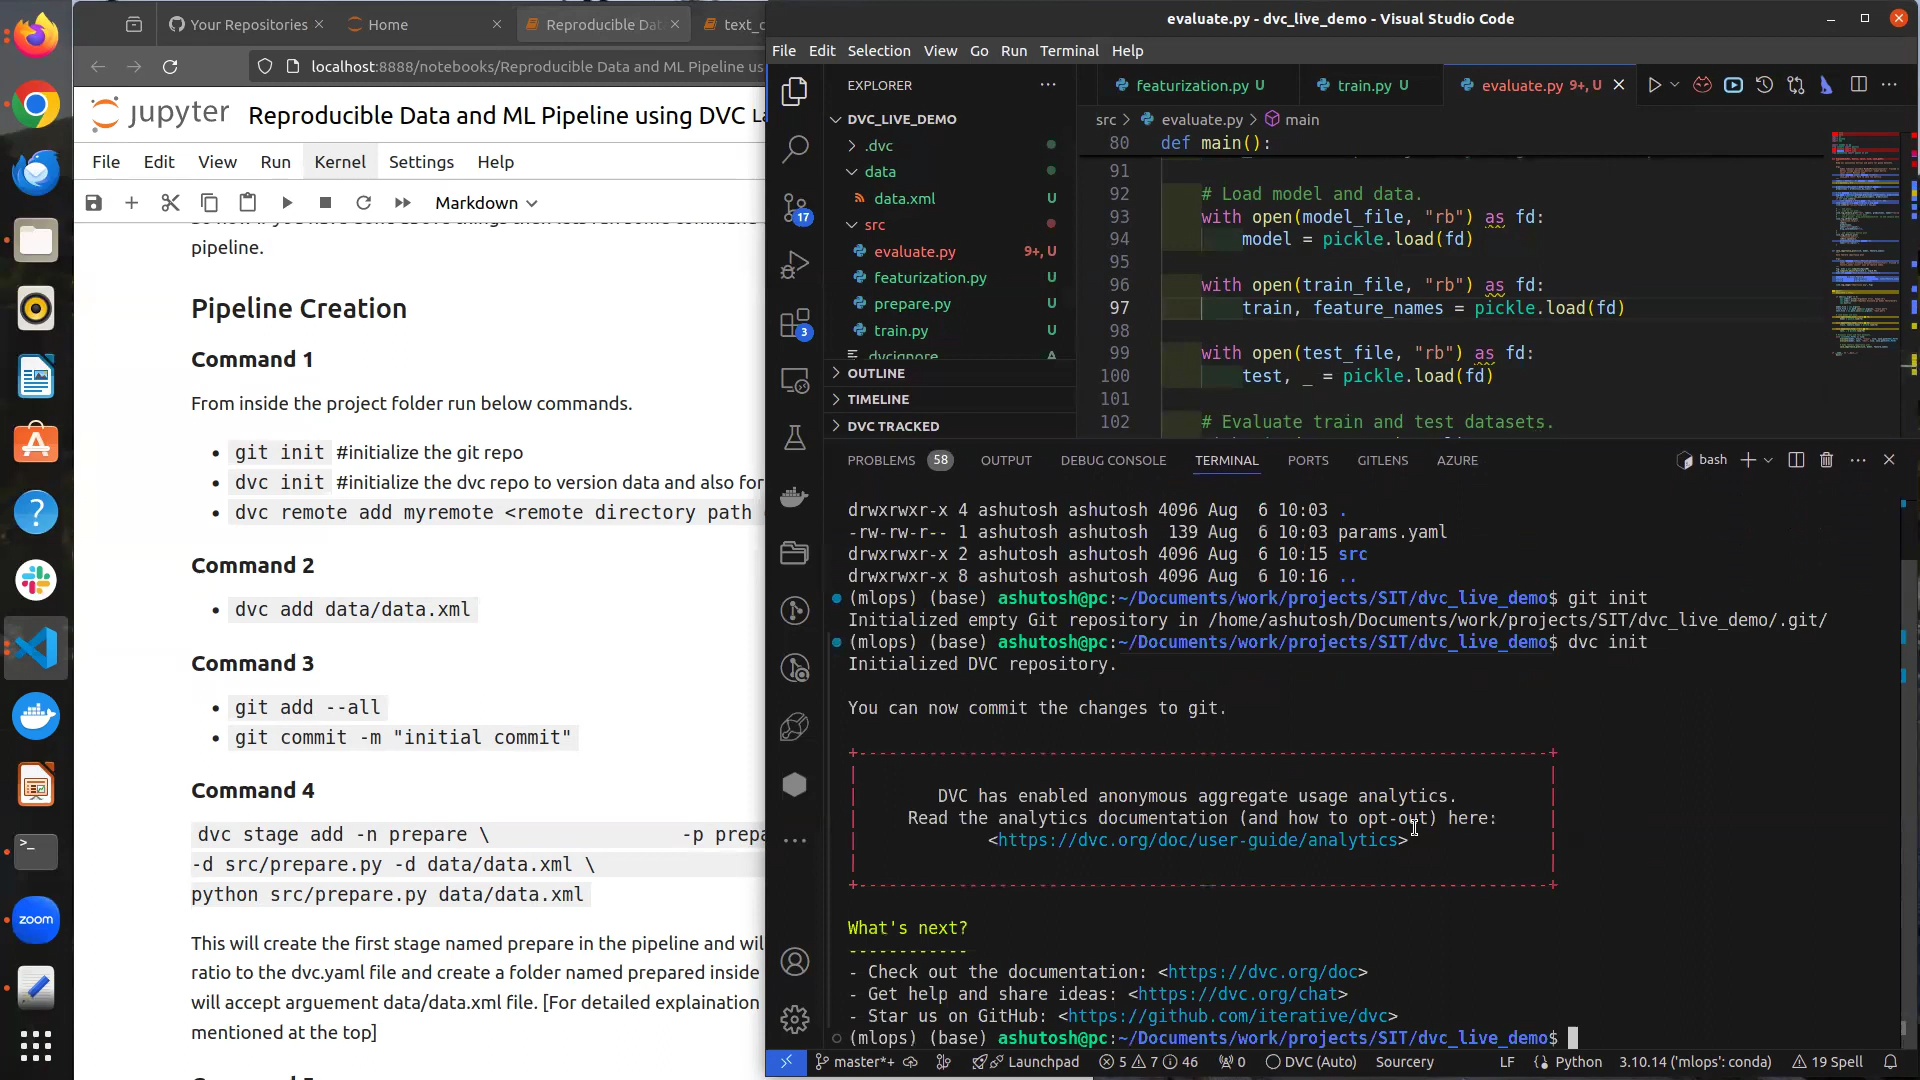 Your Repositories
Home
Reproducible Dat
text_c
localhost:8888/notebooks/Reproducible Data and ML Pipeline us
jupyter Reproducible Data and ML Pipeline using DVC
File Edit View Run Kernel Settings Help
Markdown
pipeline.
Pipeline Creation
Command 1
From inside the project folder run below commands.
git init #initialize the git repo
dvc init #initialize the dvc repo to version data and also for
dvc remote add myremote <remote directory path
Command 2
dvc add data/data.xml
Command 3
git add --all
git commit -m "initial commit"
Command 4
dvc stage add -n prepare \ -p prepa
-d src/prepare.py -d data/data.xml \
python src/prepare.py data/data.xml
This will create the first stage named prepare in the pipeline and wil
ratio to the dvc.yaml file and create a folder named prepared inside
will accept arguement data/data.xml file. [For detailed explaination
mentioned at the top]
zoom
evaluate.py - dvc_live_demo - Visual Studio Code
File Edit Selection View Go Run Terminal Help
EXPLORER
DVC_LIVE_DEMO
.dvc
data
data.xml U
src
evaluate.py 9+, U
featurization.py U
prepare.py U
train.py U
.dvcignore A
OUTLINE
TIMELINE
DVC TRACKED
17
3
featurization.py U
train.py U
evaluate.py 9+, U
src > evaluate.py > main
80 def main():
91
92 # Load model and data.
93 with open(model_file, "rb") as fd:
94 model = pickle.load(fd)
95
96 with open(train_file, "rb") as fd:
97 train, feature_names = pickle.load(fd)
98
99 with open(test_file, "rb") as fd:
100 test, _ = pickle.load(fd)
101
102 # Evaluate train and test datasets.
PROBLEMS 58 OUTPUT DEBUG CONSOLE TERMINAL PORTS GITLENS AZURE
bash
drwxrwxr-x 4 ashutosh ashutosh 4096 Aug 6 10:03 .
-rw-rw-r-- 1 ashutosh ashutosh 139 Aug 6 10:03 params.yaml
drwxrwxr-x 2 ashutosh ashutosh 4096 Aug 6 10:15 src
drwxrwxr-x 8 ashutosh ashutosh 4096 Aug 6 10:16 ..
(mlops) (base) ashutosh@pc:~/Documents/work/projects/SIT/dvc_live_demo$ git init
Initialized empty Git repository in /home/ashutosh/Documents/work/projects/SIT/dvc_live_demo/.git/
(mlops) (base) ashutosh@pc:~/Documents/work/projects/SIT/dvc_live_demo$ dvc init
Initialized DVC repository.
You can now commit the changes to git.
DVC has enabled anonymous aggregate usage analytics.
Read the analytics documentation (and how to opt-out) here:
<https://dvc.org/doc/user-guide/analytics>
What's next?
------------
- Check out the documentation: <https://dvc.org/doc>
- Get help and share ideas: <https://dvc.org/chat>
- Star us on GitHub: <https://github.com/iterative/dvc>
(mlops) (base) ashutosh@pc:~/Documents/work/projects/SIT/dvc_live_demo$
master*+ Launchpad 5 7 46 0 DVC (Auto) Sourcery LF Python 3.10.14 ('mlops': conda) 19 Spell